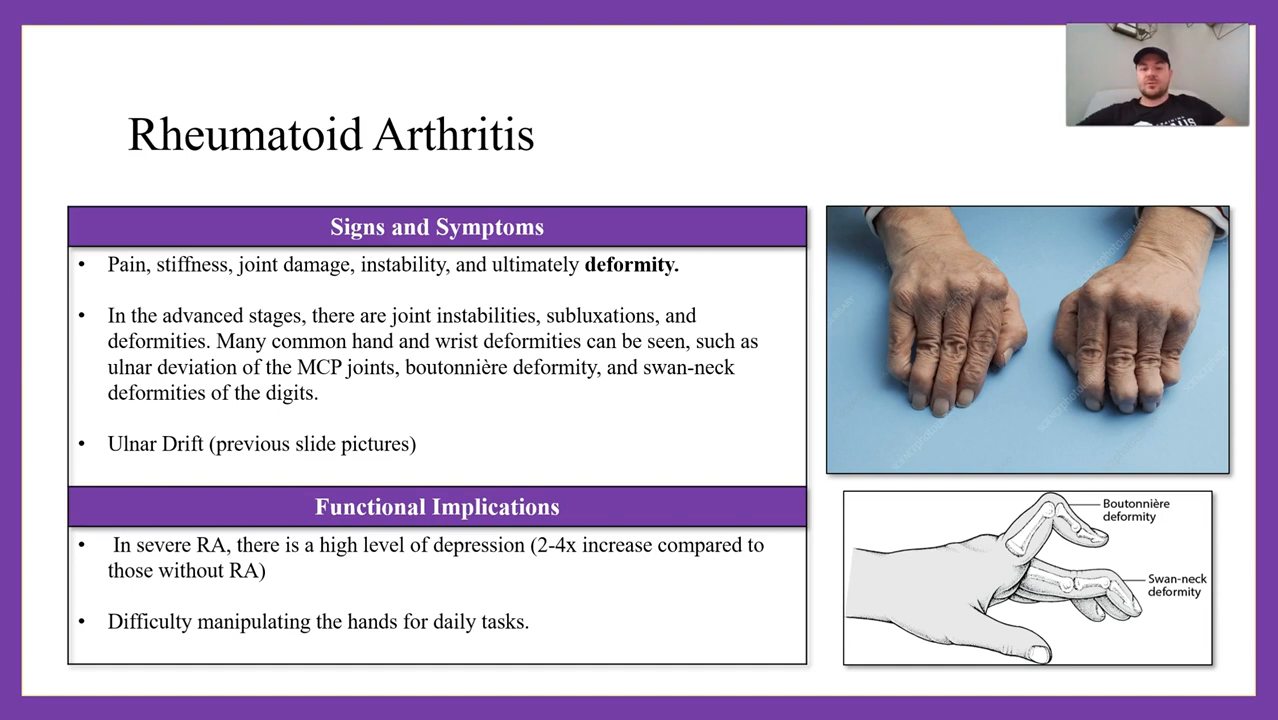 Rheumatoid Arthritis
Signs and Symptoms
• Pain, stiffness, joint damage, instability, and ultimately deformity.
• In the advanced stages, there are joint instabilities, subluxations, and
deformities. Many common hand and wrist deformities can be seen, such as
ulnar deviation of the MCP joints, boutonnière deformity, and swan-neck
deformities of the digits.
• Ulnar Drift (previous slide pictures)
Functional Implications
• In severe RA, there is a high level of depression (2-4x increase compared to
those without RA)
• Difficulty manipulating the hands for daily tasks.
Boutonnière
deformity
Swan-neck
deformity